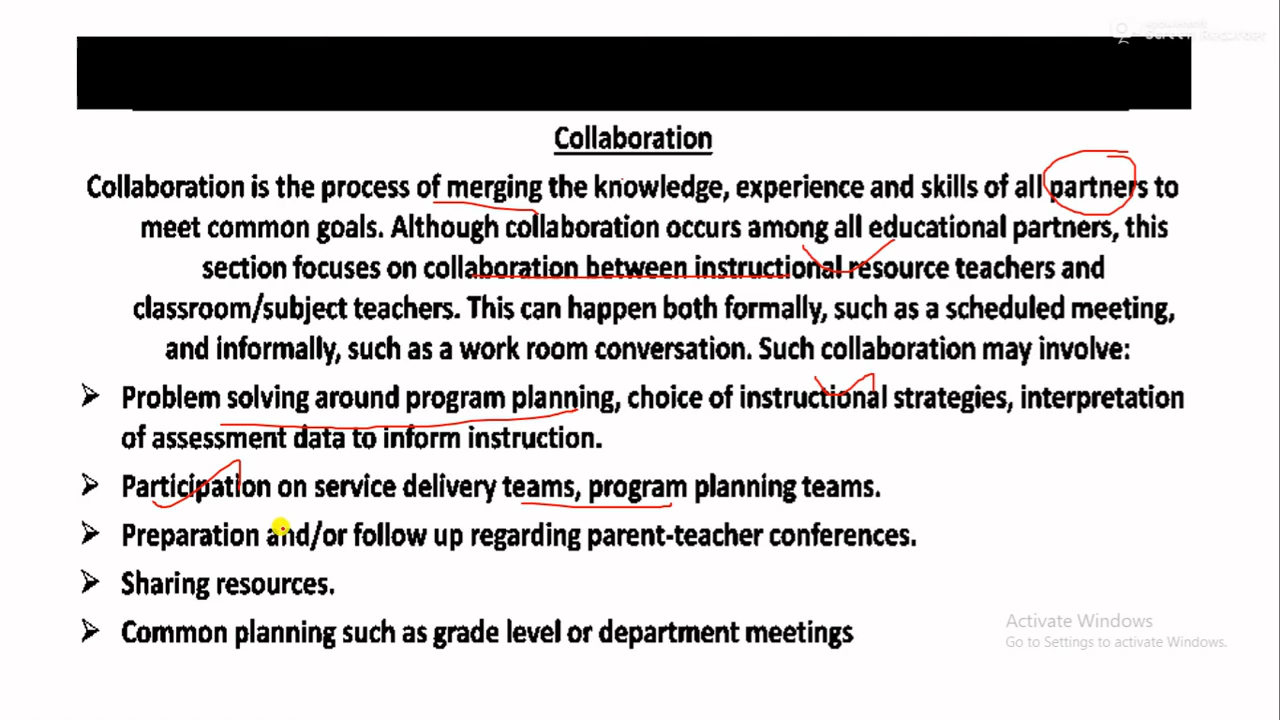 Screen Recorder
Collaboration
Collaboration is the process of merging the knowledge, experience and skills of all partners to
meet common goals. Although collaboration occurs among all educational partners, this
section focuses on collaboration between instructional resource teachers and
classroom/subject teachers. This can happen both formally, such as a scheduled meeting,
and informally, such as a work room conversation. Such collaboration may involve:
Problem solving around program planning, choice of instructional strategies, interpretation
of assessment data to inform instruction.
Participation on service delivery teams, program planning teams.
Preparation and/or follow up regarding parent-teacher conferences.
Sharing resources.
Common planning such as grade level or department meetings
Activate Windows
Go to Settings to activate Windows.